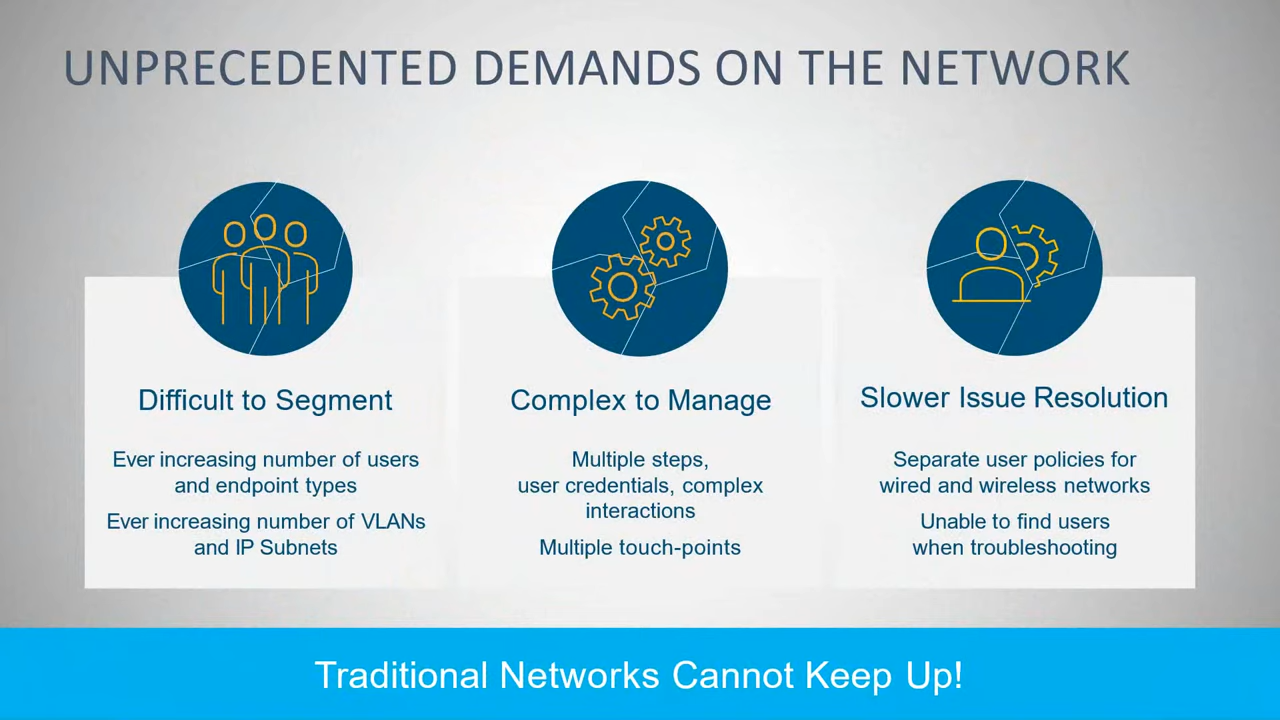 UNPRECEDENTED DEMANDS ON THE NETWORK
Difficult to Segment
Ever increasing number of users
and endpoint types
Ever increasing number of VLANs
and IP Subnets
Complex to Manage
Multiple steps,
user credentials, complex
interactions
Multiple touch-points
Slower Issue Resolution
Separate user policies for
wired and wireless networks
Unable to find users
when troubleshooting
Traditional Networks Cannot Keep Up!